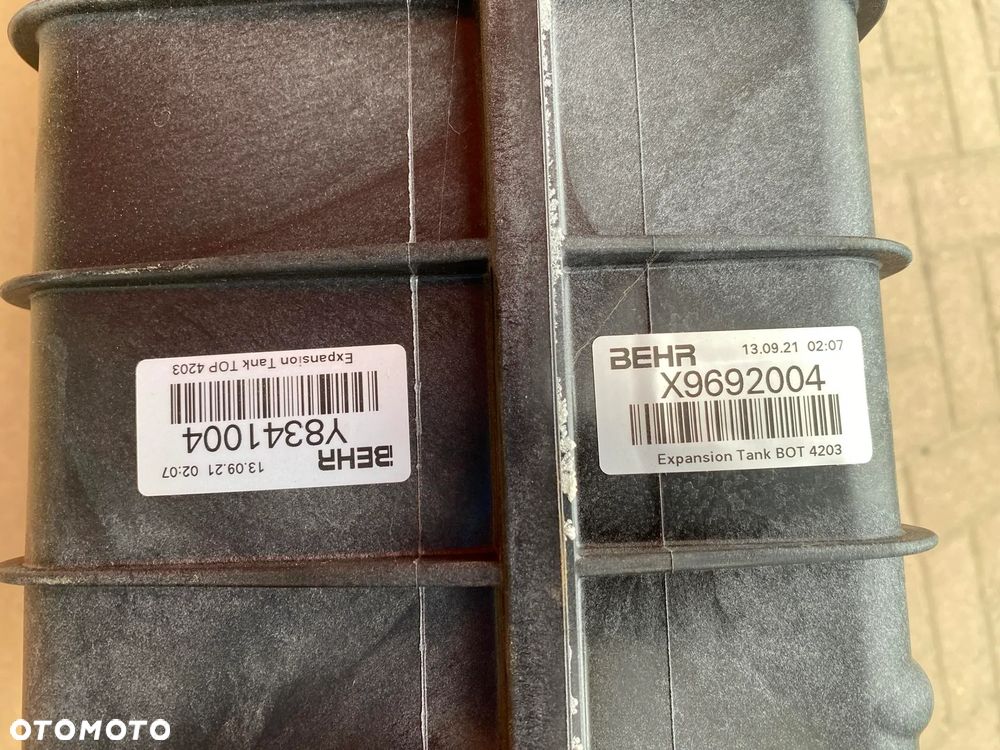 BEHR
13.09.21 02:07
Y8341004
Expansion Tank TOP 4203
BEHR 13.09.21 02:07
X9692004
Expansion Tank BOT 4203
OTOMOTO